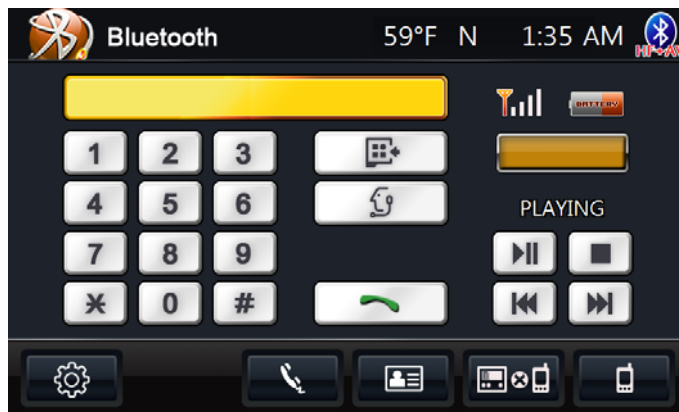 Bluetooth 59°F N 1:35 AM
HF+AV
BATTERY
1 2 3
4 5 6
PLAYING
7 8 9
* 0 #